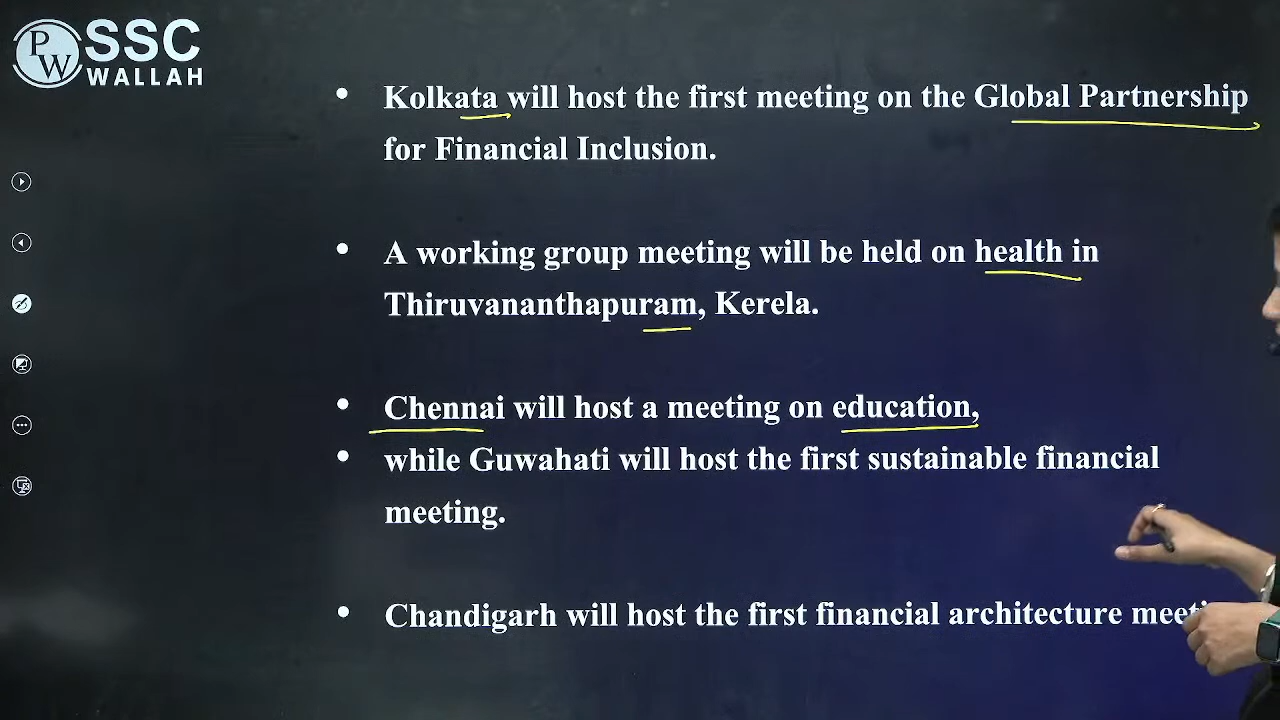 PW
SSC
WALLAH
• Kolkata will host the first meeting on the Global Partnership
for Financial Inclusion.
• A working group meeting will be held on health in
Thiruvananthapuram, Kerela.
• Chennai will host a meeting on education,
• while Guwahati will host the first sustainable financial
meeting.
• Chandigarh will host the first financial architecture